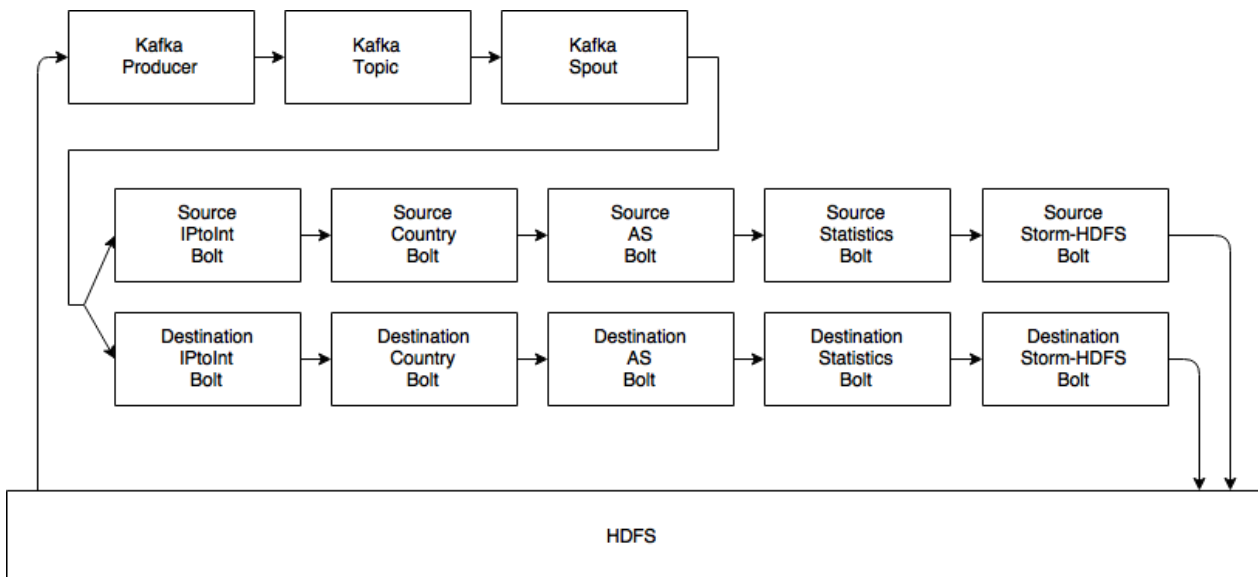 Kafka
Producer
Kafka
Topic
Kafka
Spout
Source
IPtoInt
Bolt
Source
Country
Bolt
Source
AS
Bolt
Source
Statistics
Bolt
Source
Storm-HDFS
Bolt
Destination
IPtoInt
Bolt
Destination
Country
Bolt
Destination
AS
Bolt
Destination
Statistics
Bolt
Destination
Storm-HDFS
Bolt
HDFS